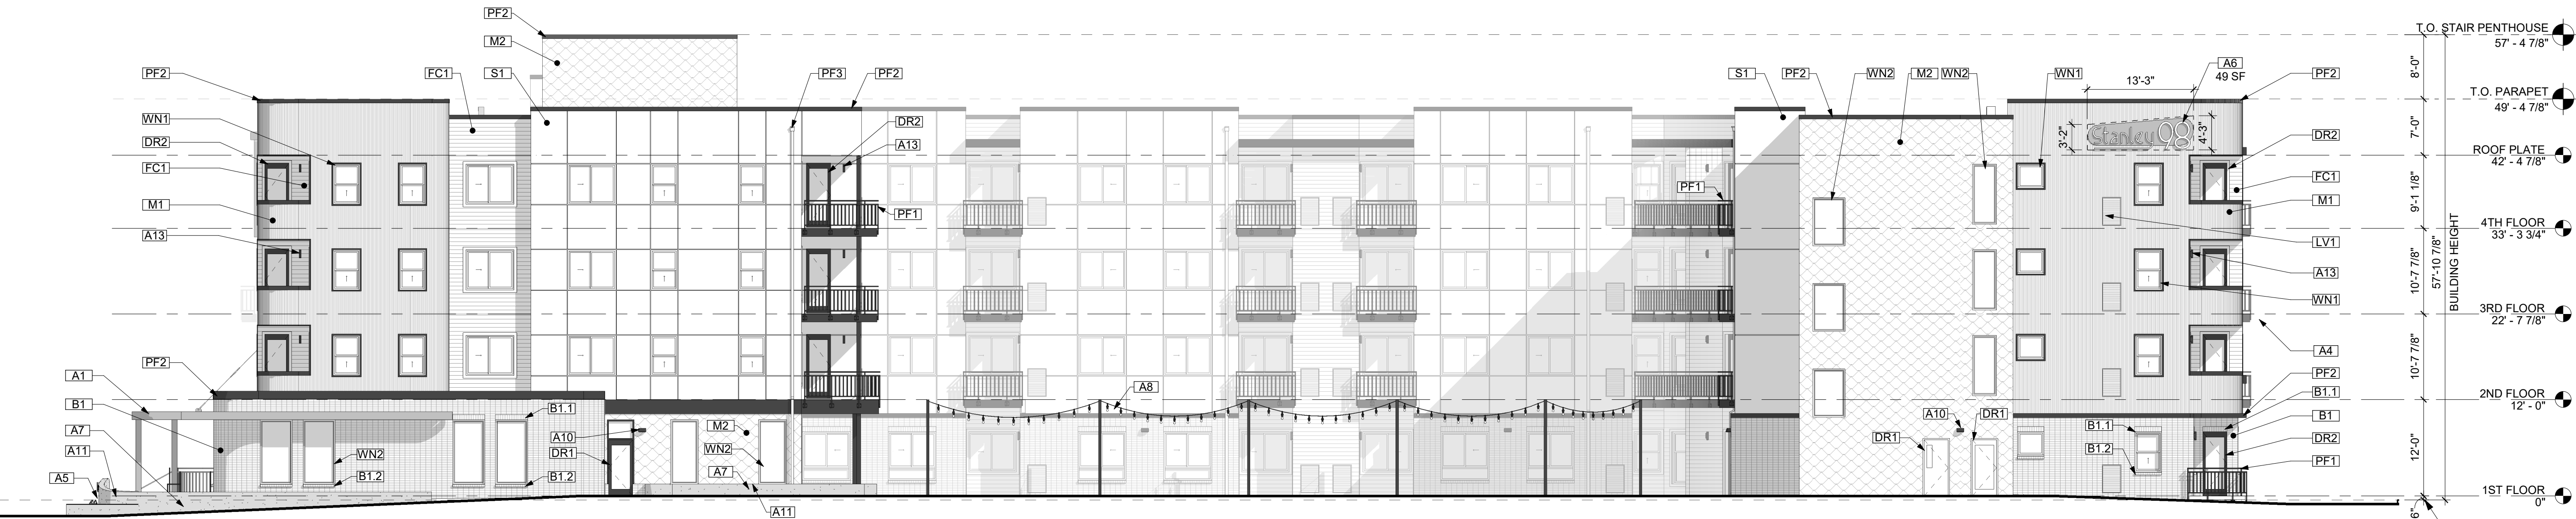 PF2
M2
PF2
FC1
S1
PF3
PF2
WN1
DR2
FC1
M1
A13
DR2
A13
PF1
PF1
S1
PF2
WN2
M2
WN2
WN1
13'-3"
A6
49 SF
PF2
3'-2"
Stanley 98
4'-3"
DR2
FC1
M1
LV1
A13
WN1
A4
PF2
B1.1
B1
DR2
PF1
PF2
A1
B1
A7
A11
A5
WN2
B1.2
B1.1
B1.2
A10
DR1
M2
WN2
A7
A11
A8
DR1
A10
DR1
B1.1
B1.2
T.O. STAIR PENTHOUSE
57' - 4 7/8"
8'-0"
T.O. PARAPET
49' - 4 7/8"
7'-0"
ROOF PLATE
42' - 4 7/8"
9'-1 1/8"
4TH FLOOR
33' - 3 3/4"
10'-7 7/8"
57'-10 7/8"
BUILDING HEIGHT
3RD FLOOR
22' - 7 7/8"
10'-7 7/8"
2ND FLOOR
12' - 0"
12'-0"
1ST FLOOR
0"
6"